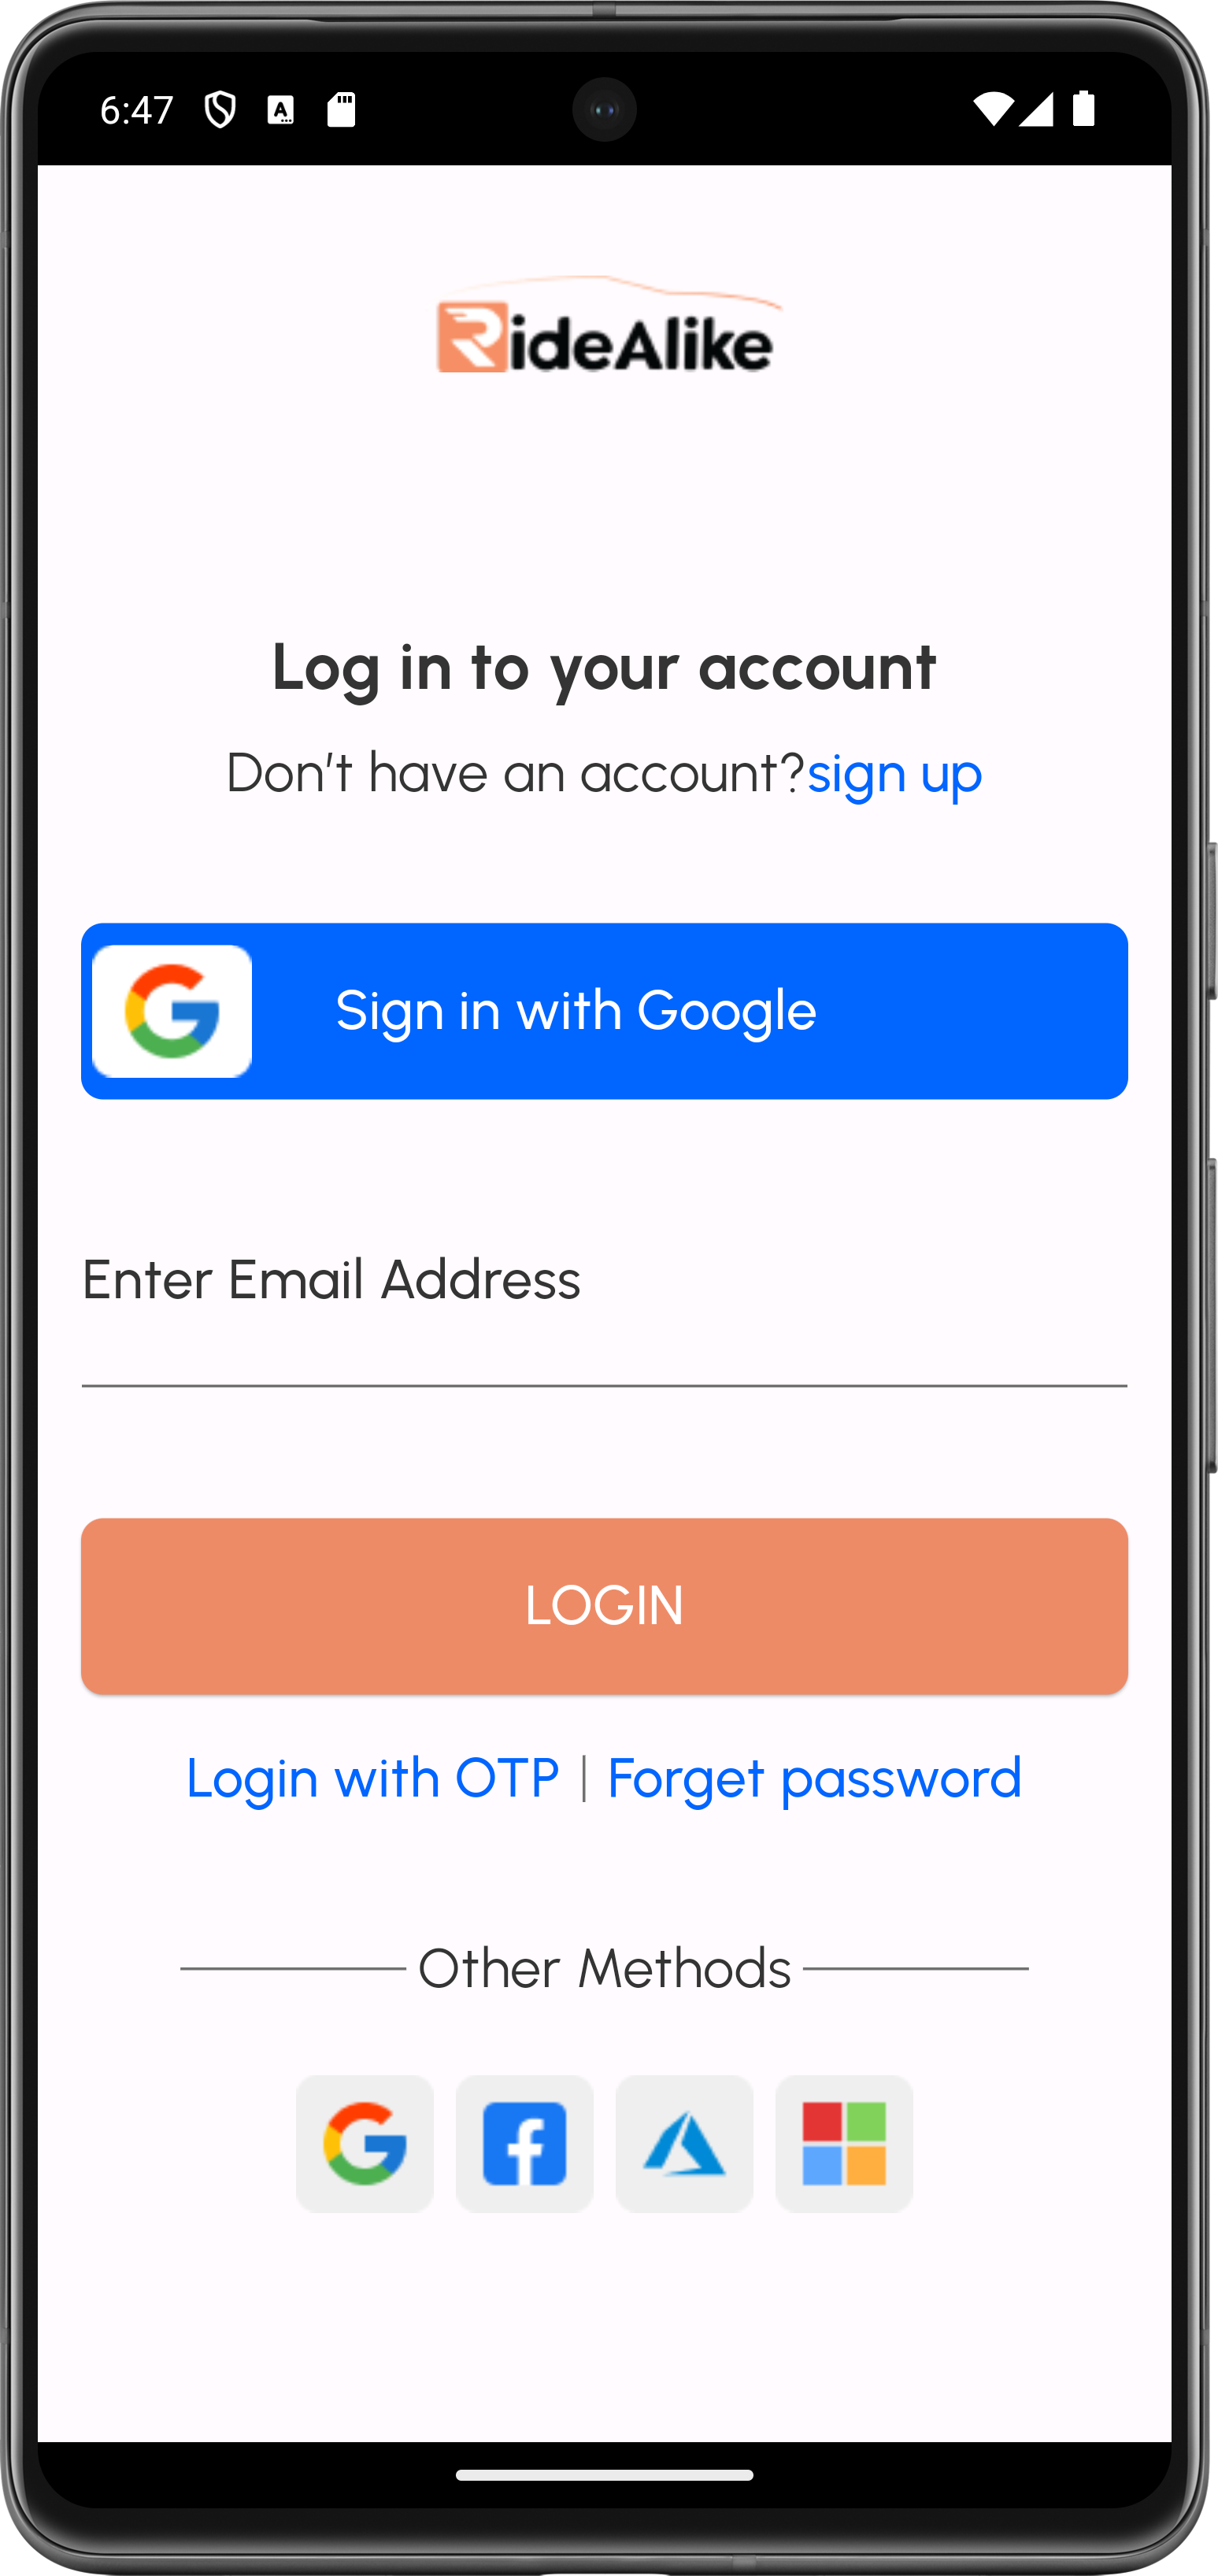 6:47
RideAlike
Log in to your account
Don't have an account?sign up
Sign in with Google
Enter Email Address
LOGIN
Login with OTP | Forget password
Other Methods